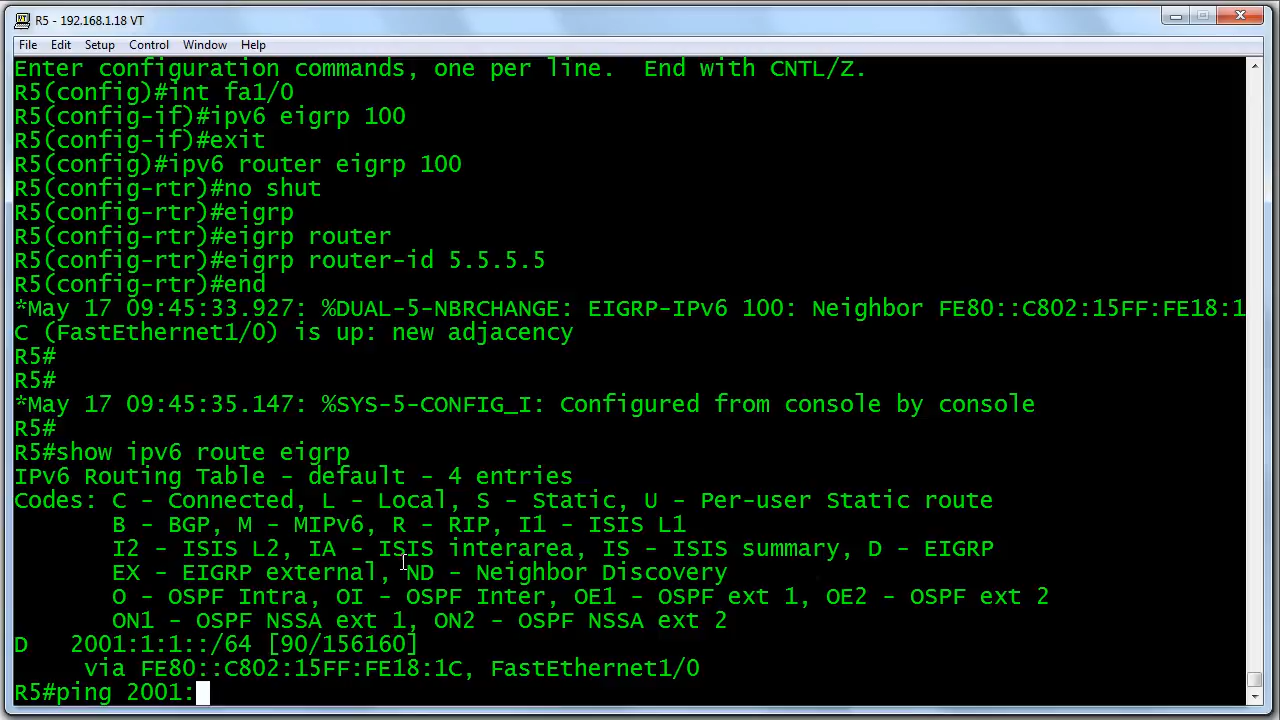 R5 - 192.168.1.18 VT
File Edit Setup Control Window Help
Enter configuration commands, one per line.  End with CNTL/Z.
R5(config)#int fa1/0
R5(config-if)#ipv6 eigrp 100
R5(config-if)#exit
R5(config)#ipv6 router eigrp 100
R5(config-rtr)#no shut
R5(config-rtr)#eigrp
R5(config-rtr)#eigrp router
R5(config-rtr)#eigrp router-id 5.5.5.5
R5(config-rtr)#end
*May 17 09:45:33.927: %DUAL-5-NBRCHANGE: EIGRP-IPv6 100: Neighbor FE80::C802:15FF:FE18:1
C (FastEthernet1/0) is up: new adjacency
R5#
R5#
*May 17 09:45:35.147: %SYS-5-CONFIG_I: Configured from console by console
R5#
R5#show ipv6 route eigrp
IPv6 Routing Table - default - 4 entries
Codes: C - Connected, L - Local, S - Static, U - Per-user Static route
       B - BGP, M - MIPv6, R - RIP, I1 - ISIS L1
       I2 - ISIS L2, IA - ISIS interarea, IS - ISIS summary, D - EIGRP
       EX - EIGRP external, ND - Neighbor Discovery
       O - OSPF Intra, OI - OSPF Inter, OE1 - OSPF ext 1, OE2 - OSPF ext 2
       ON1 - OSPF NSSA ext 1, ON2 - OSPF NSSA ext 2
D   2001:1:1::/64 [90/156160]
     via FE80::C802:15FF:FE18:1C, FastEthernet1/0
R5#ping 2001: